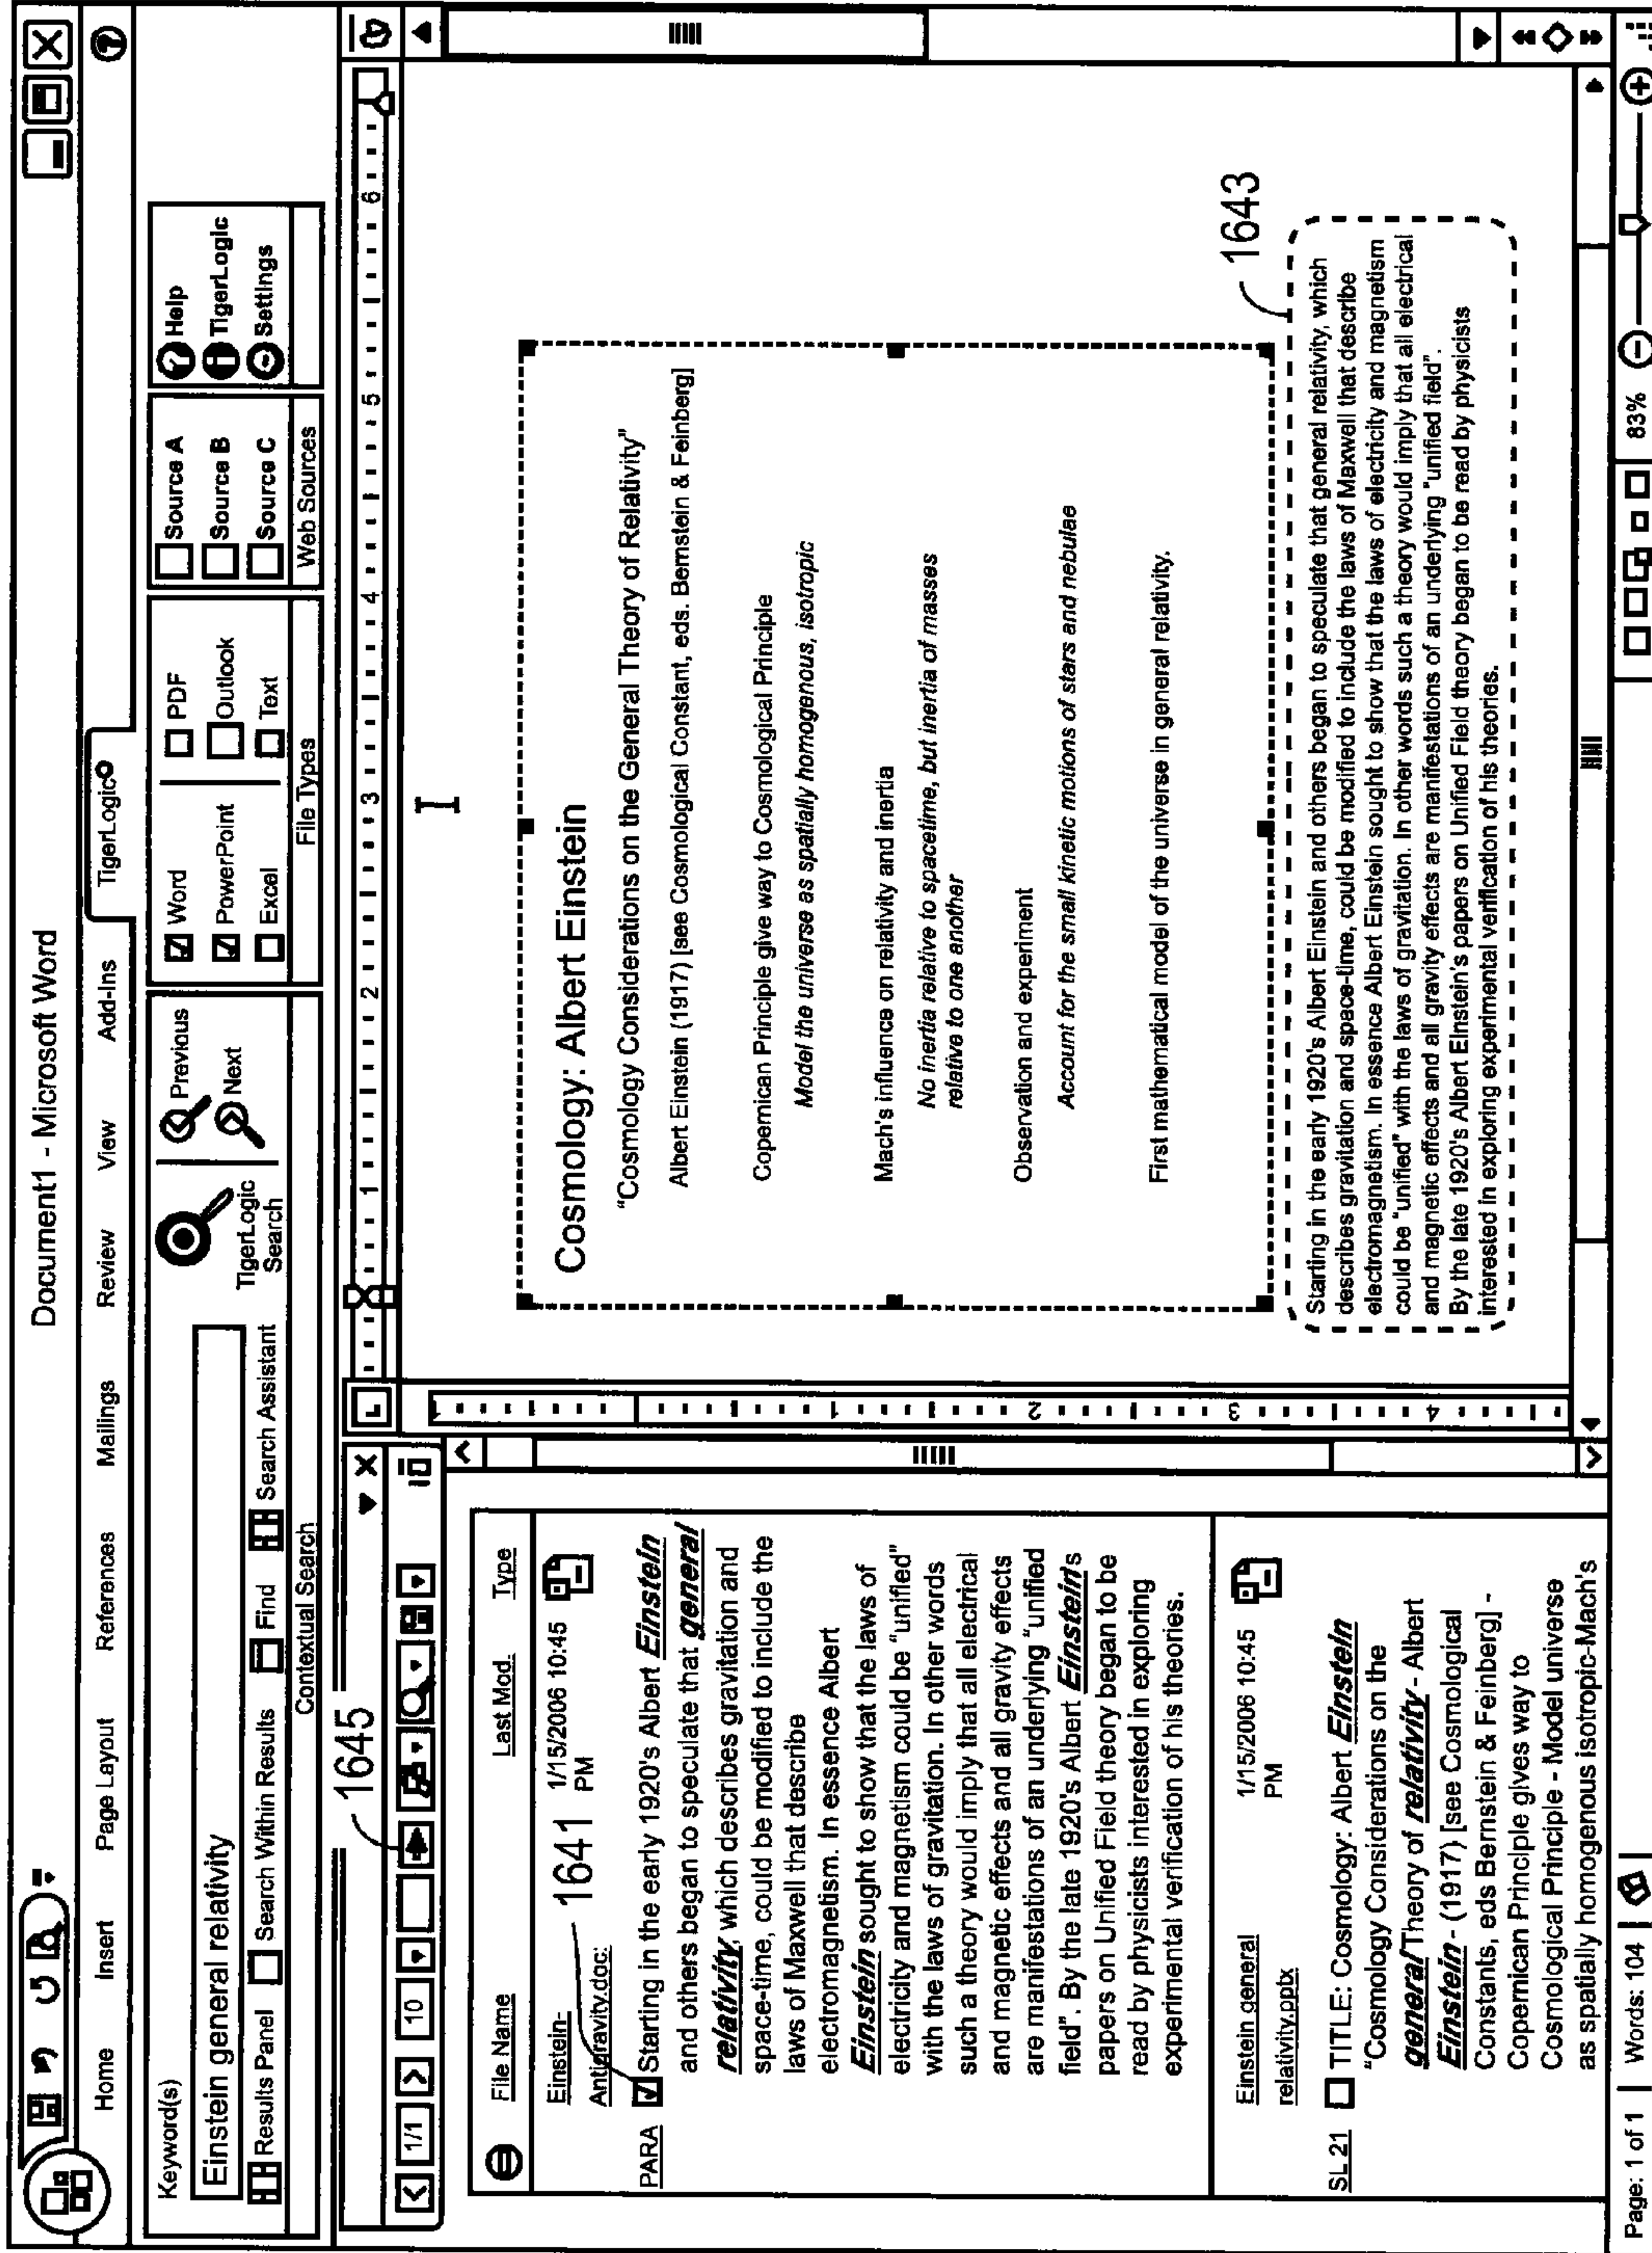 Document1 - Microsoft Word
Home Insert Page Layout References Mailings Review View Add-Ins TigerLogic
Keyword(s)
Einstein general relativity
Results Panel Search Within Results Find Search Assistant
TigerLogic
Search
Previous
Next
Contextual Search
Word
PowerPoint
Excel
PDF
Outlook
Text
File Types
Source A
Source B
Source C
Web Sources
Help
TigerLogic
Settings
1645
1/1 10
File Name Last Mod. Type
Einstein-
Antigravity.doc:
1641
1/15/2006 10:45
PM
PARA Starting in the early 1920's Albert Einstein
and others began to speculate that general
relativity, which describes gravitation and
space-time, could be modified to include the
laws of Maxwell that describe
electromagnetism. In essence Albert
Einstein sought to show that the laws of
electricity and magnetism could be "unified"
with the laws of gravitation. In other words
such a theory would imply that all electrical
and magnetic effects and all gravity effects
are manifestations of an underlying "unified
field". By the late 1920's Albert Einstein's
papers on Unified Field theory began to be
read by physicists interested in exploring
experimental verification of his theories.
Einstein general
relativity.pptx
1/15/2006 10:45
PM
SL 21 TITLE: Cosmology: Albert Einstein
"Cosmology Considerations on the
general Theory of relativity - Albert
Einstein - (1917) [see Cosmological
Constants, eds Bernstein & Feinberg] -
Copernican Principle gives way to
Cosmological Principle - Model universe
as spatially homogenous isotropic-Mach's
L
1 2 3 4 5 6
1
2
3
4
Cosmology: Albert Einstein
"Cosmology Considerations on the General Theory of Relativity"
Albert Einstein (1917) [see Cosmological Constant, eds. Bernstein & Feinberg]
Copernican Principle give way to Cosmological Principle
Model the universe as spatially homogenous, isotropic
Mach's influence on relativity and inertia
No inertia relative to spacetime, but inertia of masses
relative to one another
Observation and experiment
Account for the small kinetic motions of stars and nebulae
First mathematical model of the universe in general relativity.
1643
Starting in the early 1920's Albert Einstein and others began to speculate that general relativity, which
describes gravitation and space-time, could be modified to include the laws of Maxwell that describe
electromagnetism. In essence Albert Einstein sought to show that the laws of electricity and magnetism
could be "unified" with the laws of gravitation. In other words such a theory would imply that all electrical
and magnetic effects and all gravity effects are manifestations of an underlying "unified field".
By the late 1920's Albert Einstein's papers on Unified Field theory began to be read by physicists
interested in exploring experimental verification of his theories.
Page: 1 of 1 Words: 104 83%